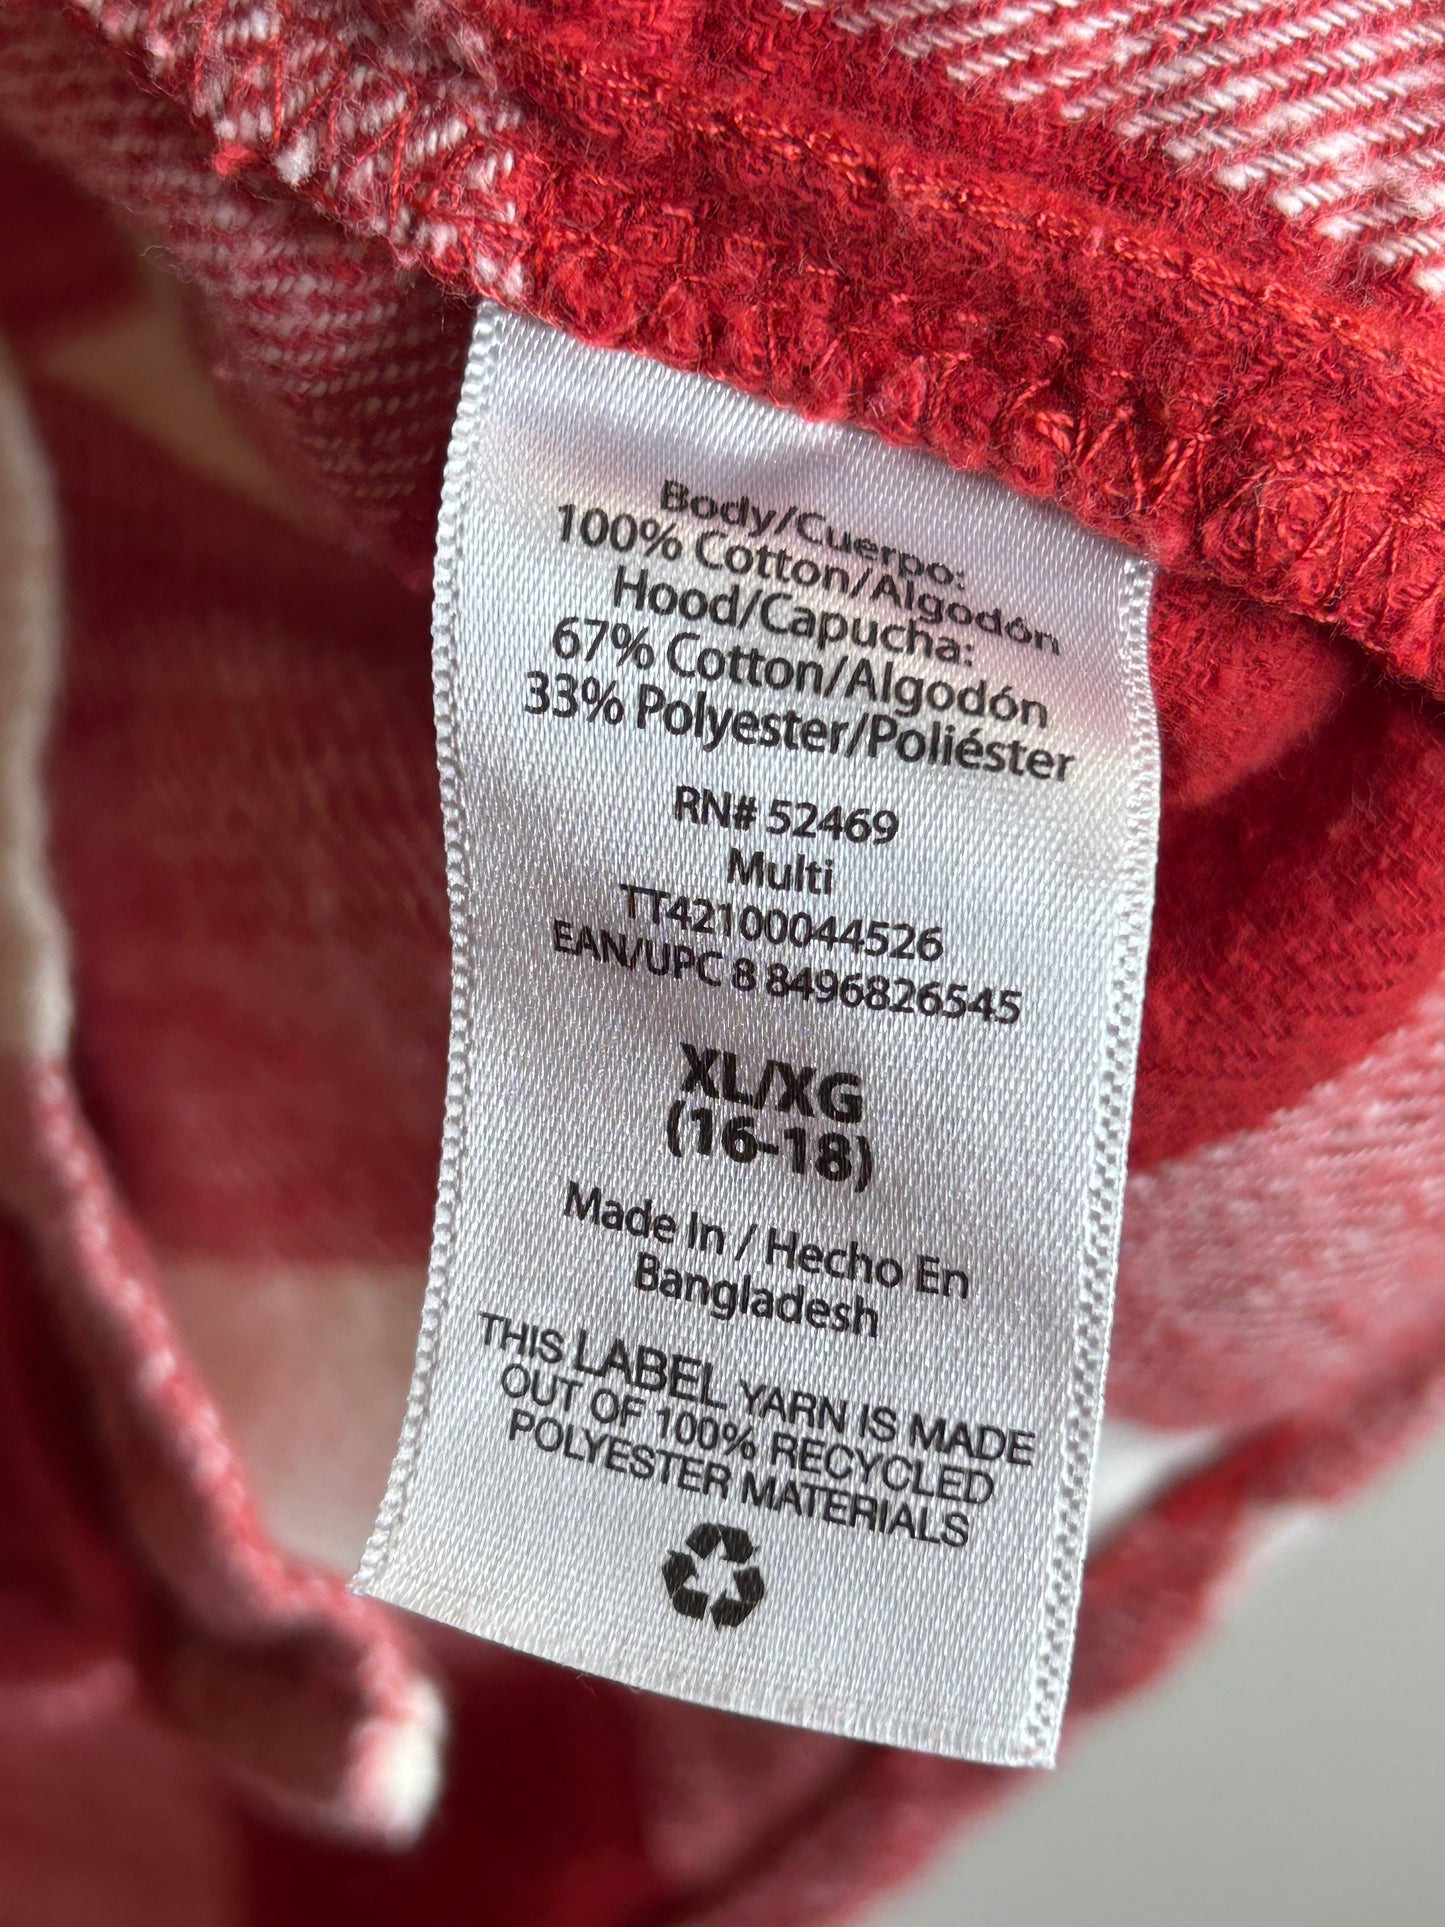 Body/Cuerpo:
100% Cotton/Algodón
Hood/Capucha:
67% Cotton/Algodón
33% Polyester/Poliéster
RN# 52469
Multi
TT42100044526
EAN/UPC 8 8496826545
XL/XG
(16-18)
Made In / Hecho En
Bangladesh
THIS LABEL YARN IS MADE
OUT OF 100% RECYCLED
POLYESTER MATERIALS